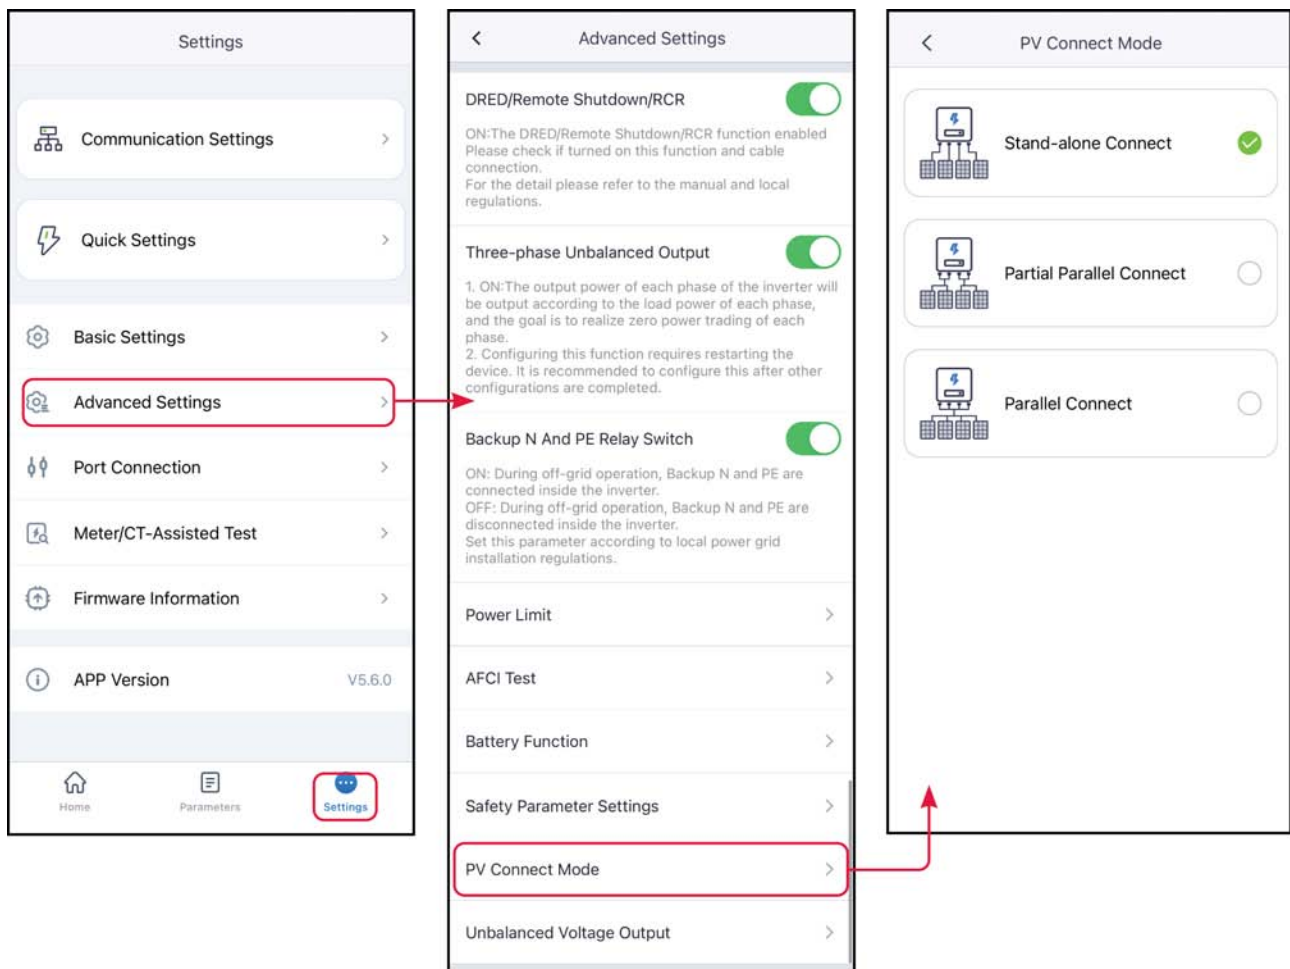 Settings
Communication Settings
Quick Settings
Basic Settings
Advanced Settings
Port Connection
Meter/CT-Assisted Test
Firmware Information
APP Version V5.6.0
Home Parameters Settings
Advanced Settings
DRED/Remote Shutdown/RCR
ON:The DRED/Remote Shutdown/RCR function enabled
Please check if turned on this function and cable
connection.
For the detail please refer to the manual and local
regulations.
Three-phase Unbalanced Output
1. ON:The output power of each phase of the inverter will
be output according to the load power of each phase,
and the goal is to realize zero power trading of each
phase.
2. Configuring this function requires restarting the
device. It is recommended to configure this after other
configurations are completed.
Backup N And PE Relay Switch
ON: During off-grid operation, Backup N and PE are
connected inside the inverter.
OFF: During off-grid operation, Backup N and PE are
disconnected inside the inverter.
Set this parameter according to local power grid
installation regulations.
Power Limit
AFCI Test
Battery Function
Safety Parameter Settings
PV Connect Mode
Unbalanced Voltage Output
PV Connect Mode
Stand-alone Connect
Partial Parallel Connect
Parallel Connect